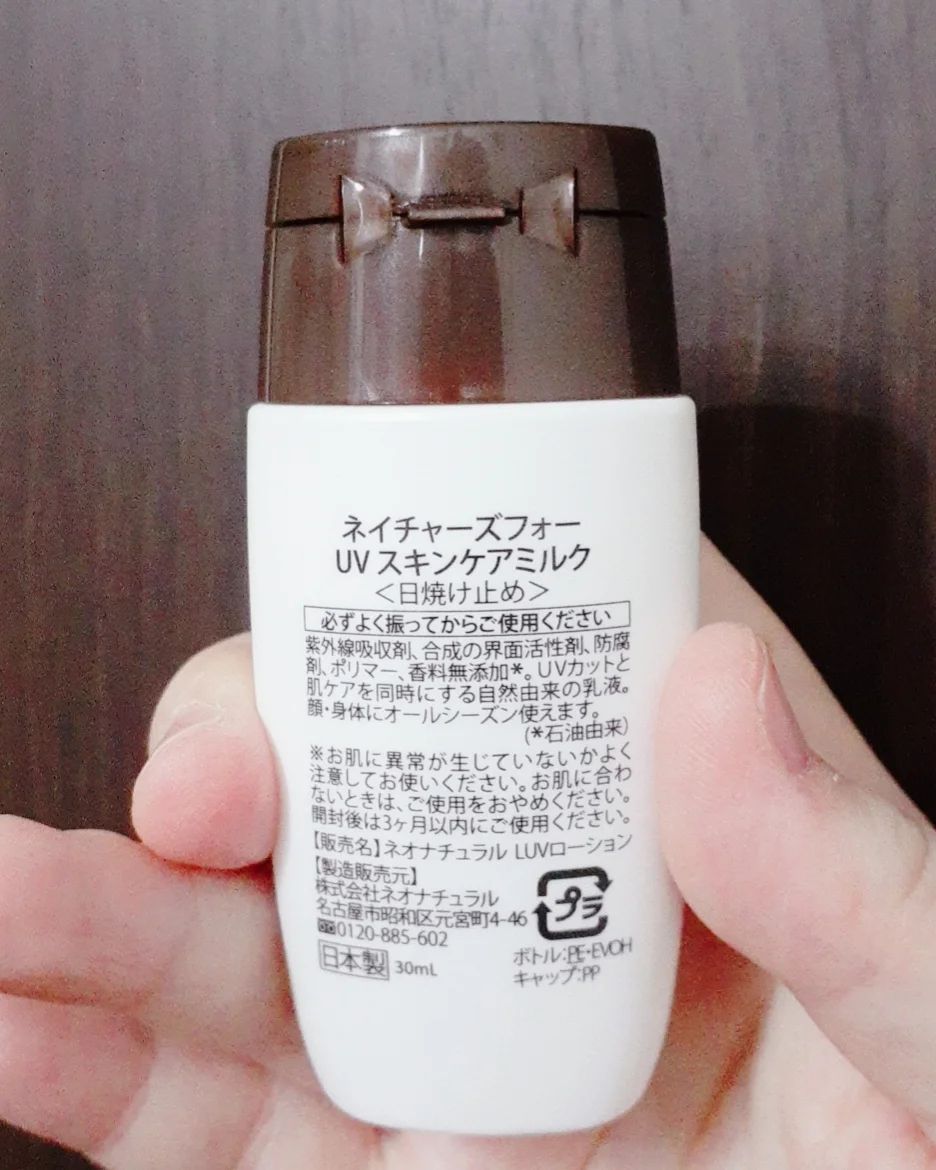 ネイチャーズフォー
UV スキンケアミルク
＜日焼け止め＞
必ずよく振ってからご使用ください
紫外線吸収剤、合成の界面活性剤、防腐
剤、ポリマー、香料無添加*。UVカットと
肌ケアを同時にする自然由来の乳液。
顔・身体にオールシーズン使えます。
(*石油由来)
※お肌に異常が生じていないかよく
注意してお使いください。お肌に合わ
ないときは、ご使用をおやめください。
開封後は3ヶ月以内にご使用ください。
【販売名】ネオナチュラル LUVローション
【製造販売元】
株式会社ネオナチュラル
名古屋市昭和区元宮町4-46
0120-885-602
日本製 30mL
プラ
ボトル:PE・EVOH
キャップ:PP